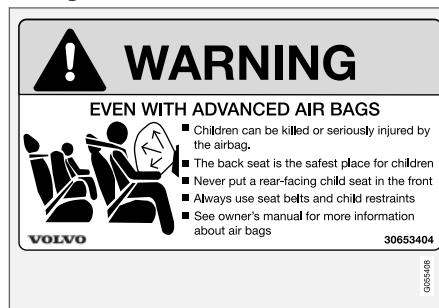 WARNING
EVEN WITH ADVANCED AIR BAGS
■ Children can be killed or seriously injured by
the airbag.
■ The back seat is the safest place for children
■ Never put a rear-facing child seat in the front
■ Always use seat belts and child restraints
■ See owner's manual for more information
about air bags
VOLVO
30653404
G055408